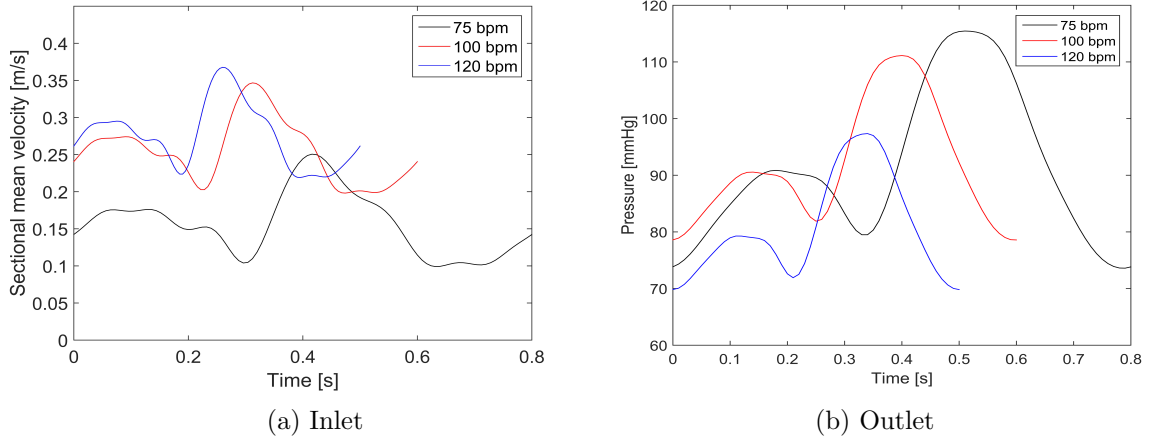 0.4
0.35
0.3
0.25
0.2
0.15
0.1
0.05
0
Sectional mean velocity [m/s]
75 bpm
100 bpm
120 bpm
0 0.2 0.4 0.6 0.8
Time [s]
(a) Inlet
120
110
100
90
80
70
60
Pressure [mmHg]
75 bpm
100 bpm
120 bpm
0 0.1 0.2 0.3 0.4 0.5 0.6 0.7 0.8
Time [s]
(b) Outlet